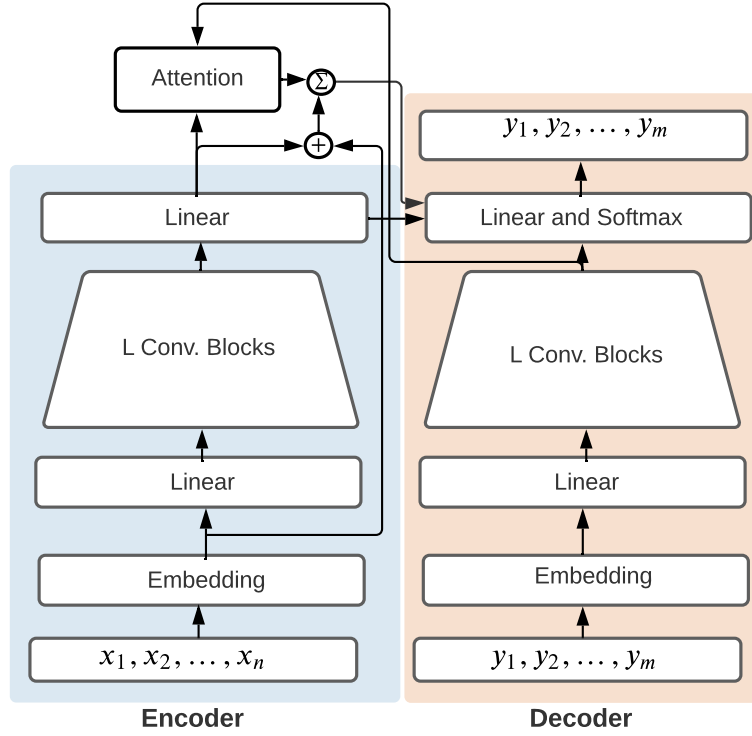 Attention
Σ
+
Linear
L Conv. Blocks
Linear
Embedding
x₁, x₂, ..., xₙ
Encoder
y₁, y₂, ..., yₘ
Linear and Softmax
L Conv. Blocks
Linear
Embedding
y₁, y₂, ..., yₘ
Decoder